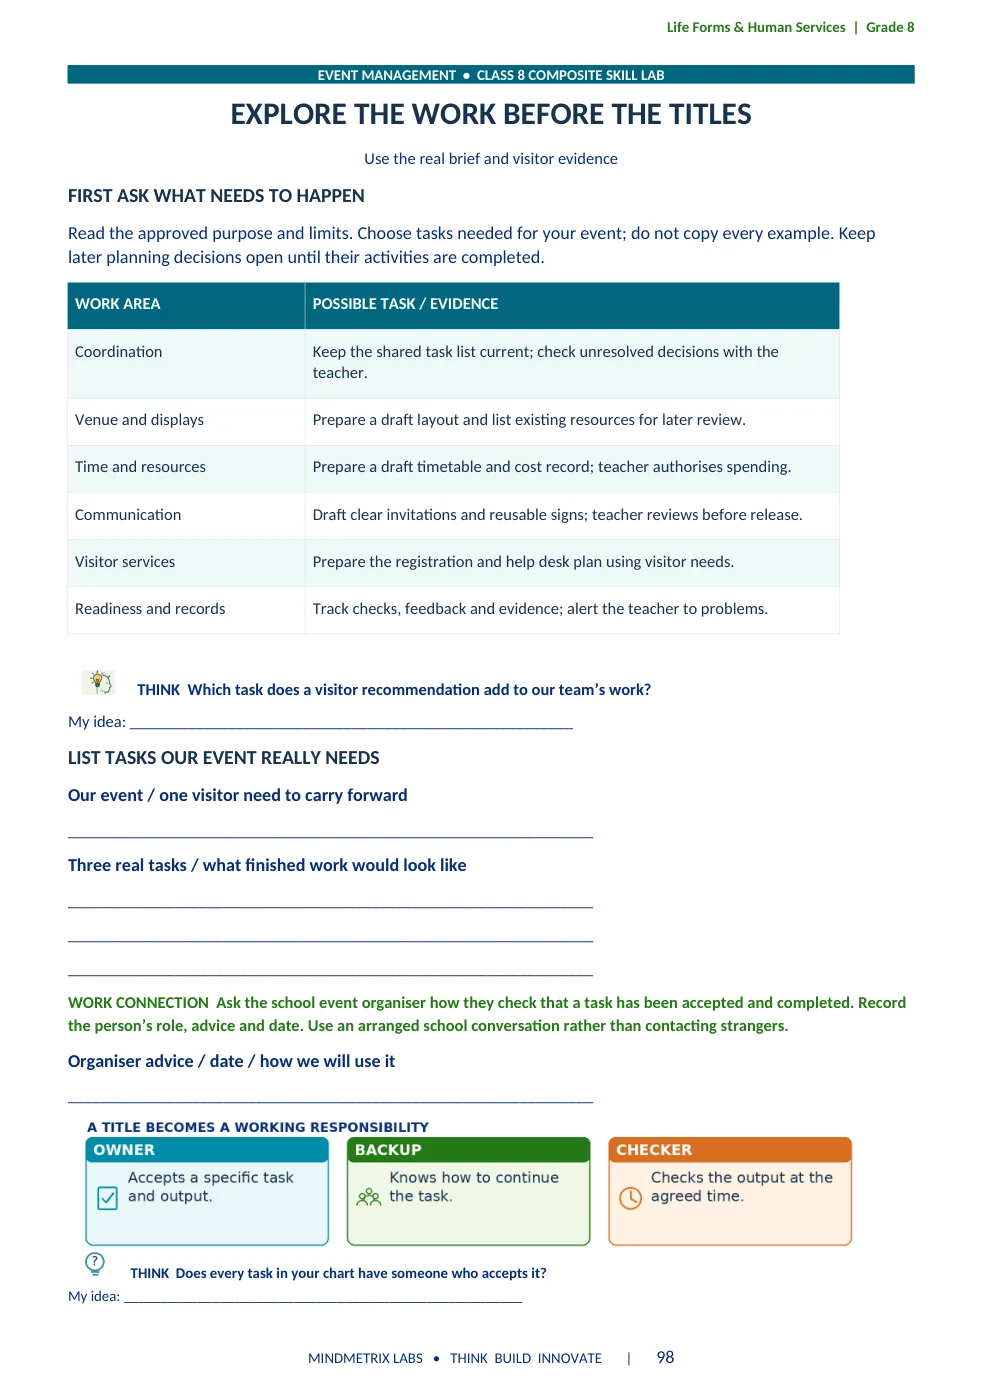 Life Forms & Human Services | Grade 8
EVENT MANAGEMENT ● CLASS 8 COMPOSITE SKILL LAB
EXPLORE THE WORK BEFORE THE TITLES
Use the real brief and visitor evidence
FIRST ASK WHAT NEEDS TO HAPPEN
Read the approved purpose and limits. Choose tasks needed for your event; do not copy every example. Keep
later planning decisions open until their activities are completed.
WORK AREA POSSIBLE TASK / EVIDENCE
Coordination Keep the shared task list current; check unresolved decisions with the
teacher.
Venue and displays Prepare a draft layout and list existing resources for later review.
Time and resources Prepare a draft timetable and cost record; teacher authorises spending.
Communication Draft clear invitations and reusable signs; teacher reviews before release.
Visitor services Prepare the registration and help desk plan using visitor needs.
Readiness and records Track checks, feedback and evidence; alert the teacher to problems.
THINK Which task does a visitor recommendation add to our team’s work?
My idea: ____________________________________________________
LIST TASKS OUR EVENT REALLY NEEDS
Our event / one visitor need to carry forward
______________________________________________________________
Three real tasks / what finished work would look like
______________________________________________________________
______________________________________________________________
______________________________________________________________
WORK CONNECTION Ask the school event organiser how they check that a task has been accepted and completed. Record
the person’s role, advice and date. Use an arranged school conversation rather than contacting strangers.
Organiser advice / date / how we will use it
______________________________________________________________
A TITLE BECOMES A WORKING RESPONSIBILITY
OWNER
Accepts a specific task
and output.
BACKUP
Knows how to continue
the task.
CHECKER
Checks the output at the
agreed time.
?
THINK Does every task in your chart have someone who accepts it?
My idea: ____________________________________________________
MINDMETRIX LABS ● THINK BUILD INNOVATE | 98